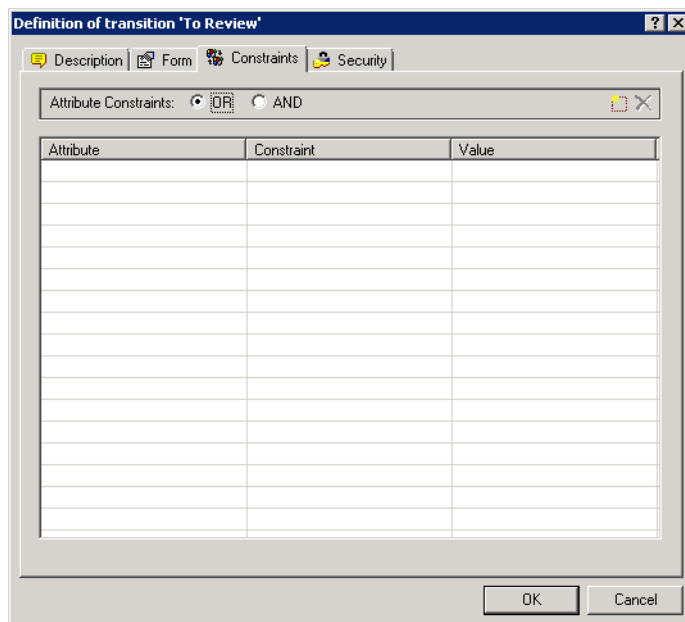 Definition of transition 'To Review'
Description Form Constraints Security
Attribute Constraints: OR AND
Attribute Constraint Value
OK Cancel